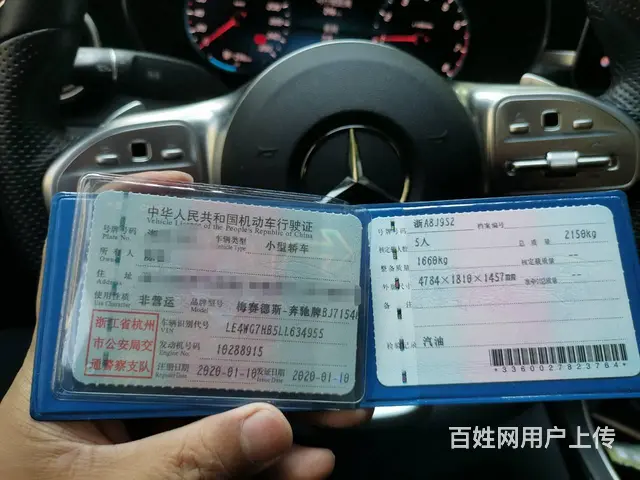 中华人民共和国机动车行驶证
Vehicle License of the People's Republic of China
号牌号码
Plate No.
浙
车辆类型
Vehicle Type
小型轿车
所有人
Owner
住
使用性质
Use Character
非营运
品牌型号
Model
梅赛德斯-奔驰牌BJ7154
浙江省杭州
市公安局交
通警察支队
车辆识别代号
VIN
LE4WG7HB5LL634955
发动机号码
Engine No.
10288915
注册日期
Register Date
2020-01-10
发证日期
Issue Date
2020-01-10
号牌号码
浙A8J952
档案编号
核定载人数
5人
总质量
2150kg
整备质量
1660kg
核定载质量
--
外廓尺寸
4784×1810×1457mm
准牵引总质量
--
检验记录
汽油
*3360027823764*
百姓网用户上传